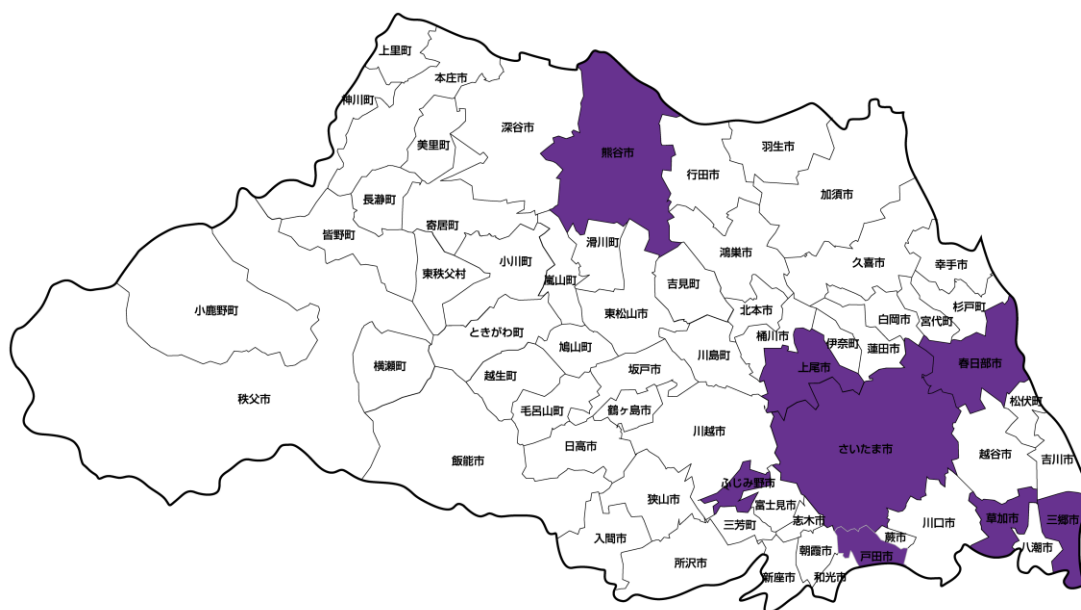 上里町
本庄市
神川町
美里町
深谷市
熊谷市
行田市
羽生市
加須市
長瀞町
皆野町
寄居町
東秩父村
小川町
嵐山町
滑川町
吉見町
鴻巣市
久喜市
幸手市
小鹿野町
ときがわ町
東松山市
北本市
桶川市
伊奈町
白岡市
宮代町
杉戸町
蓮田市
横瀬町
越生町
鳩山町
坂戸市
川島町
上尾市
春日部市
秩父市
毛呂山町
鶴ヶ島市
松伏町
飯能市
日高市
川越市
さいたま市
越谷市
吉川市
狭山市
ふじみ野市
富士見市
三芳町
志木市
川口市
草加市
三郷市
入間市
所沢市
朝霞市
蕨市
戸田市
八潮市
新座市
和光市